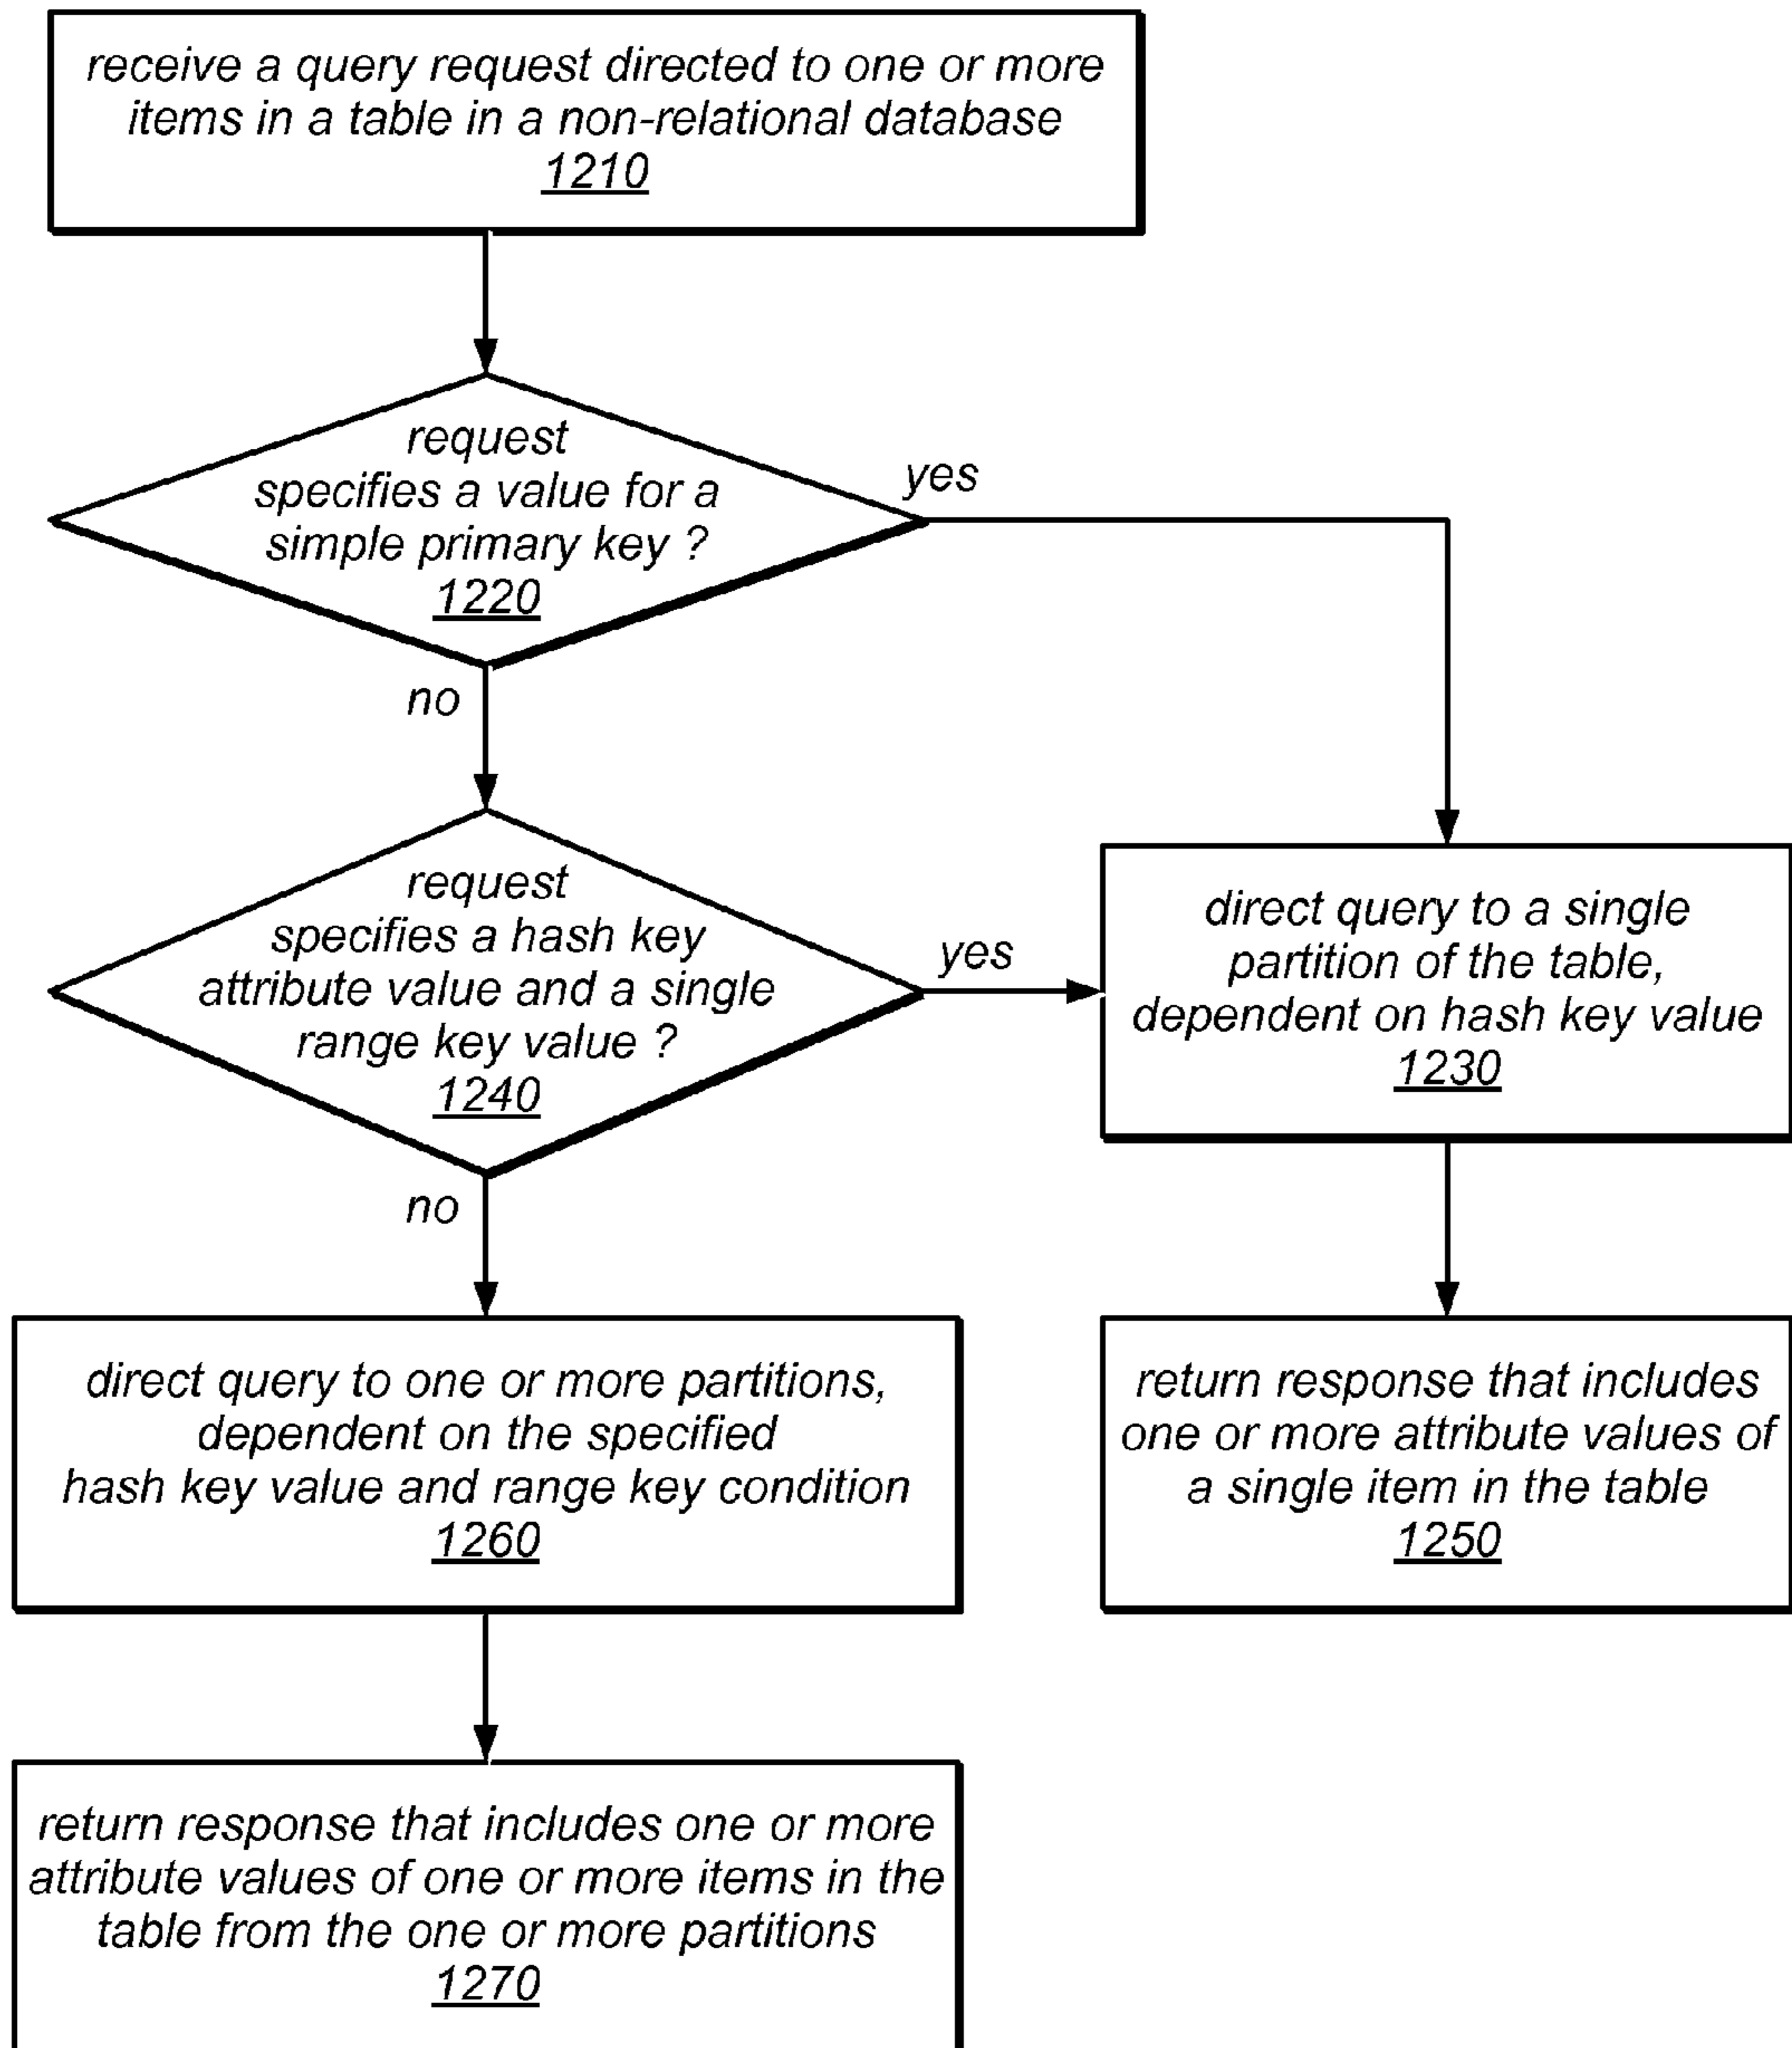 receive a query request directed to one or more
items in a table in a non-relational database
1210
request
specifies a value for a
simple primary key ?
1220
yes
no
request
specifies a hash key
attribute value and a single
range key value ?
1240
yes
no
direct query to a single
partition of the table,
dependent on hash key value
1230
direct query to one or more partitions,
dependent on the specified
hash key value and range key condition
1260
return response that includes
one or more attribute values of
a single item in the table
1250
return response that includes one or more
attribute values of one or more items in the
table from the one or more partitions
1270